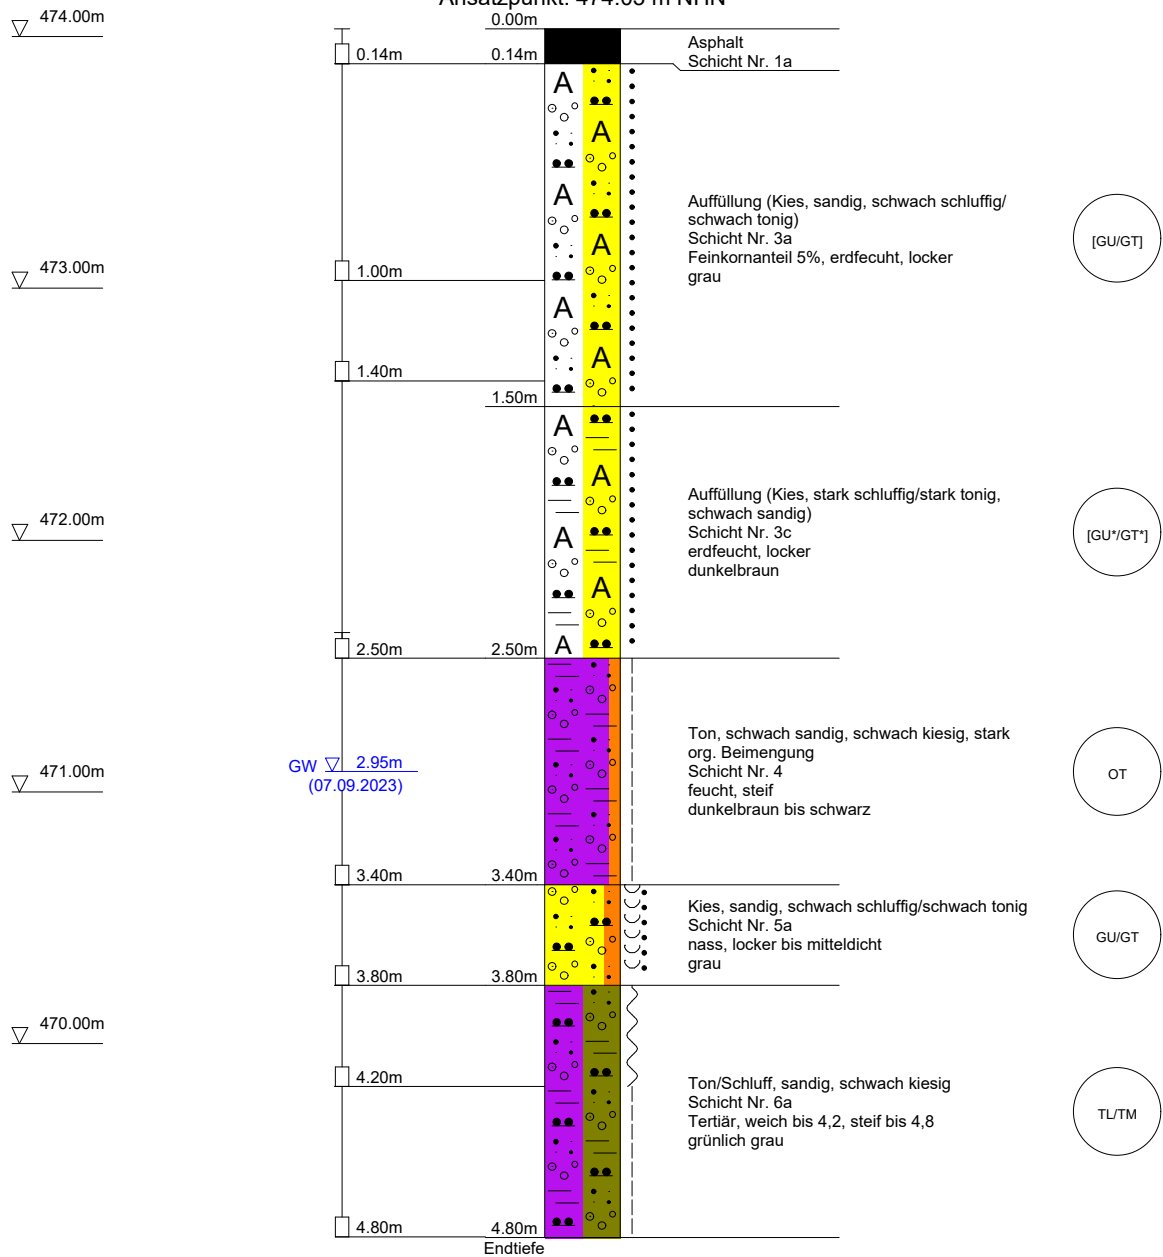 Ansatzpunkt: 474.03 m NHN
474.00m
0.00m
0.14m
0.14m
Asphalt
Schicht Nr. 1a
A
A
A
A
A
A
Auffüllung (Kies, sandig, schwach schluffig/
schwach tonig)
Schicht Nr. 3a
Feinkornanteil 5%, erdfecuht, locker
grau
[GU/GT]
473.00m
1.00m
1.40m
1.50m
A
A
A
A
A
Auffüllung (Kies, stark schluffig/stark tonig,
schwach sandig)
Schicht Nr. 3c
erdfeucht, locker
dunkelbraun
[GU*/GT*]
472.00m
2.50m
2.50m
Ton, schwach sandig, schwach kiesig, stark
org. Beimengung
Schicht Nr. 4
feucht, steif
dunkelbraun bis schwarz
OT
471.00m
GW
2.95m
(07.09.2023)
3.40m
3.40m
Kies, sandig, schwach schluffig/schwach tonig
Schicht Nr. 5a
nass, locker bis mitteldicht
grau
GU/GT
3.80m
3.80m
470.00m
4.20m
Ton/Schluff, sandig, schwach kiesig
Schicht Nr. 6a
Tertiär, weich bis 4,2, steif bis 4,8
grünlich grau
TL/TM
4.80m
4.80m
Endtiefe